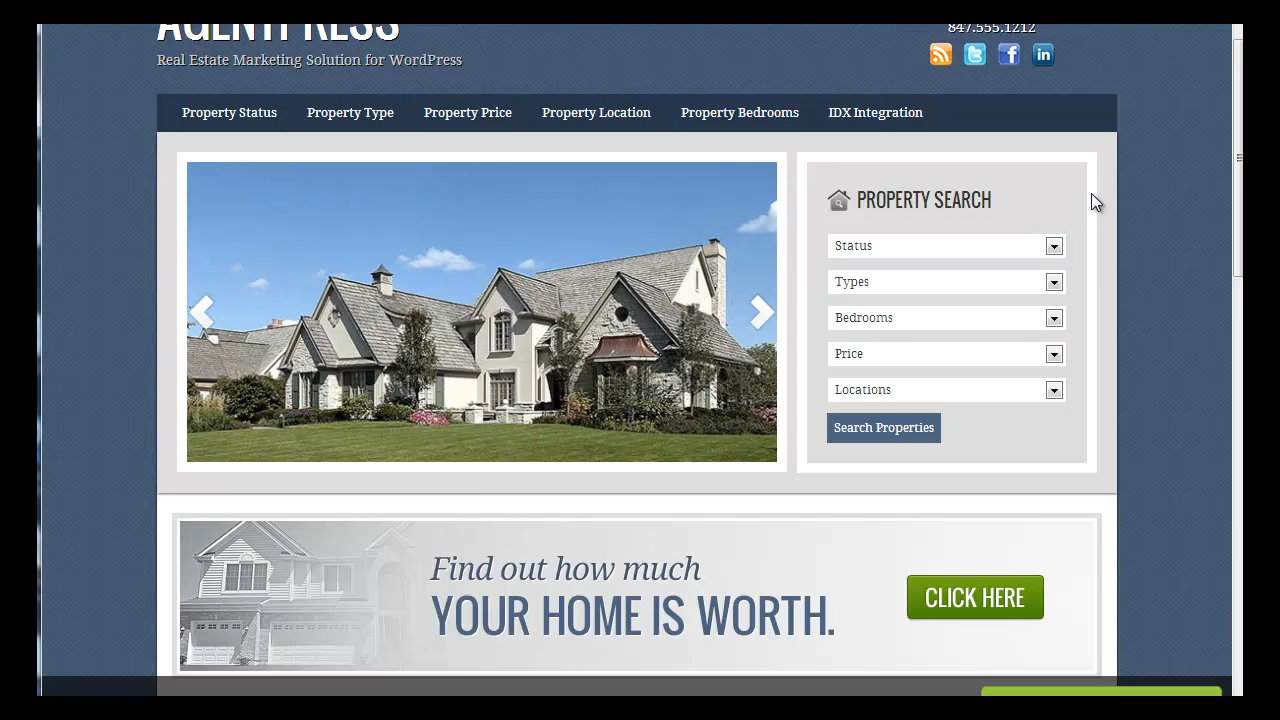 AGENTPRESS
847.555.1212
Real Estate Marketing Solution for WordPress
Property Status Property Type Property Price Property Location Property Bedrooms IDX Integration
PROPERTY SEARCH
Status
Types
Bedrooms
Price
Locations
Search Properties
Find out how much
YOUR HOME IS WORTH.
CLICK HERE